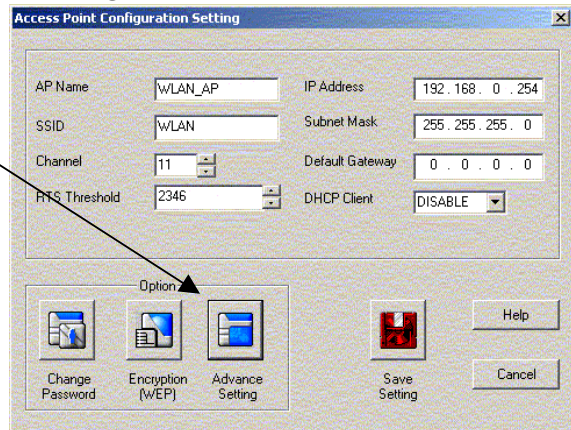 Access Point Configuration Setting
AP Name WLAN_AP IP Address 192 . 168 . 0 . 254
SSID WLAN Subnet Mask 255 . 255 . 255 . 0
Channel 11 Default Gateway 0 . 0 . 0 . 0
RTS Threshold 2346 DHCP Client DISABLE
Option
Change Password Encryption (WEP) Advance Setting Save Setting
Help
Cancel